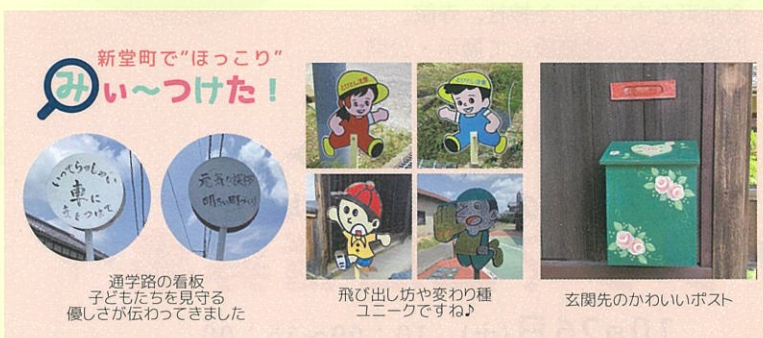 新堂町で"ほっこり"
みぃ～つけた！
いってらっしゃい
車に
気をつけて
元気な挨拶
明るい町づくり
通学路の看板
子どもたちを見守る
優しさが伝わってきました
飛び出し坊や変わり種
ユニークですね♪
玄関先のかわいいポスト